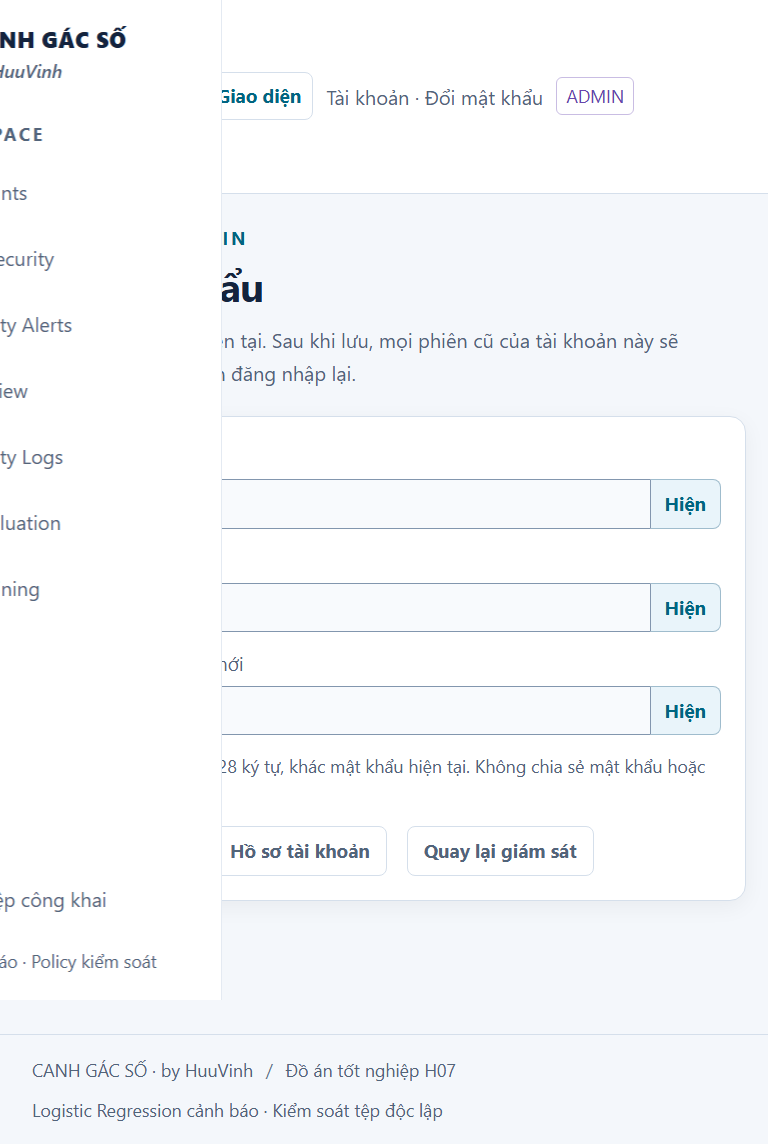 NH GÁC SỐ
HuuVinh
PACE
nts
ecurity
ty Alerts
iew
ty Logs
luation
ning
ệp công khai
áo · Policy kiểm soát
Giao diện
Tài khoản · Đổi mật khẩu
ADMIN
IN
ẩu
n tại. Sau khi lưu, mọi phiên cũ của tài khoản này sẽ
đăng nhập lại.
Hiện
Hiện
mới
Hiện
28 ký tự, khác mật khẩu hiện tại. Không chia sẻ mật khẩu hoặc
Hồ sơ tài khoản
Quay lại giám sát
CANH GÁC SỐ · by HuuVinh / Đồ án tốt nghiệp H07
Logistic Regression cảnh báo · Kiểm soát tệp độc lập